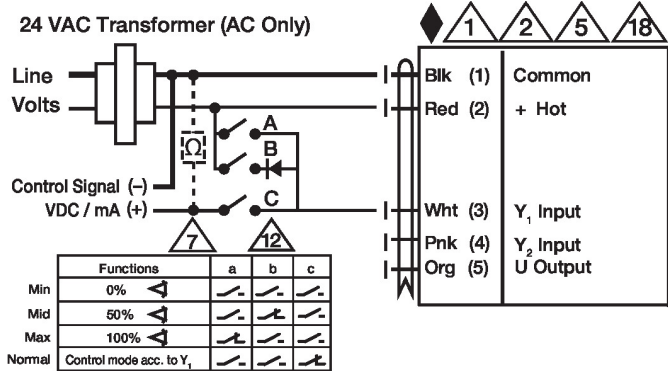 24 VAC Transformer (AC Only)
1 2 5 18
Line
Volts
Blk (1) Common
Red (2) + Hot
A
B
C
Ω
Control Signal (–)
VDC / mA (+)
Wht (3) Y₁ Input
Pnk (4) Y₂ Input
Org (5) U Output
7 12
Functions a b c
Min 0%
Mid 50%
Max 100%
Normal Control mode acc. to Y₁